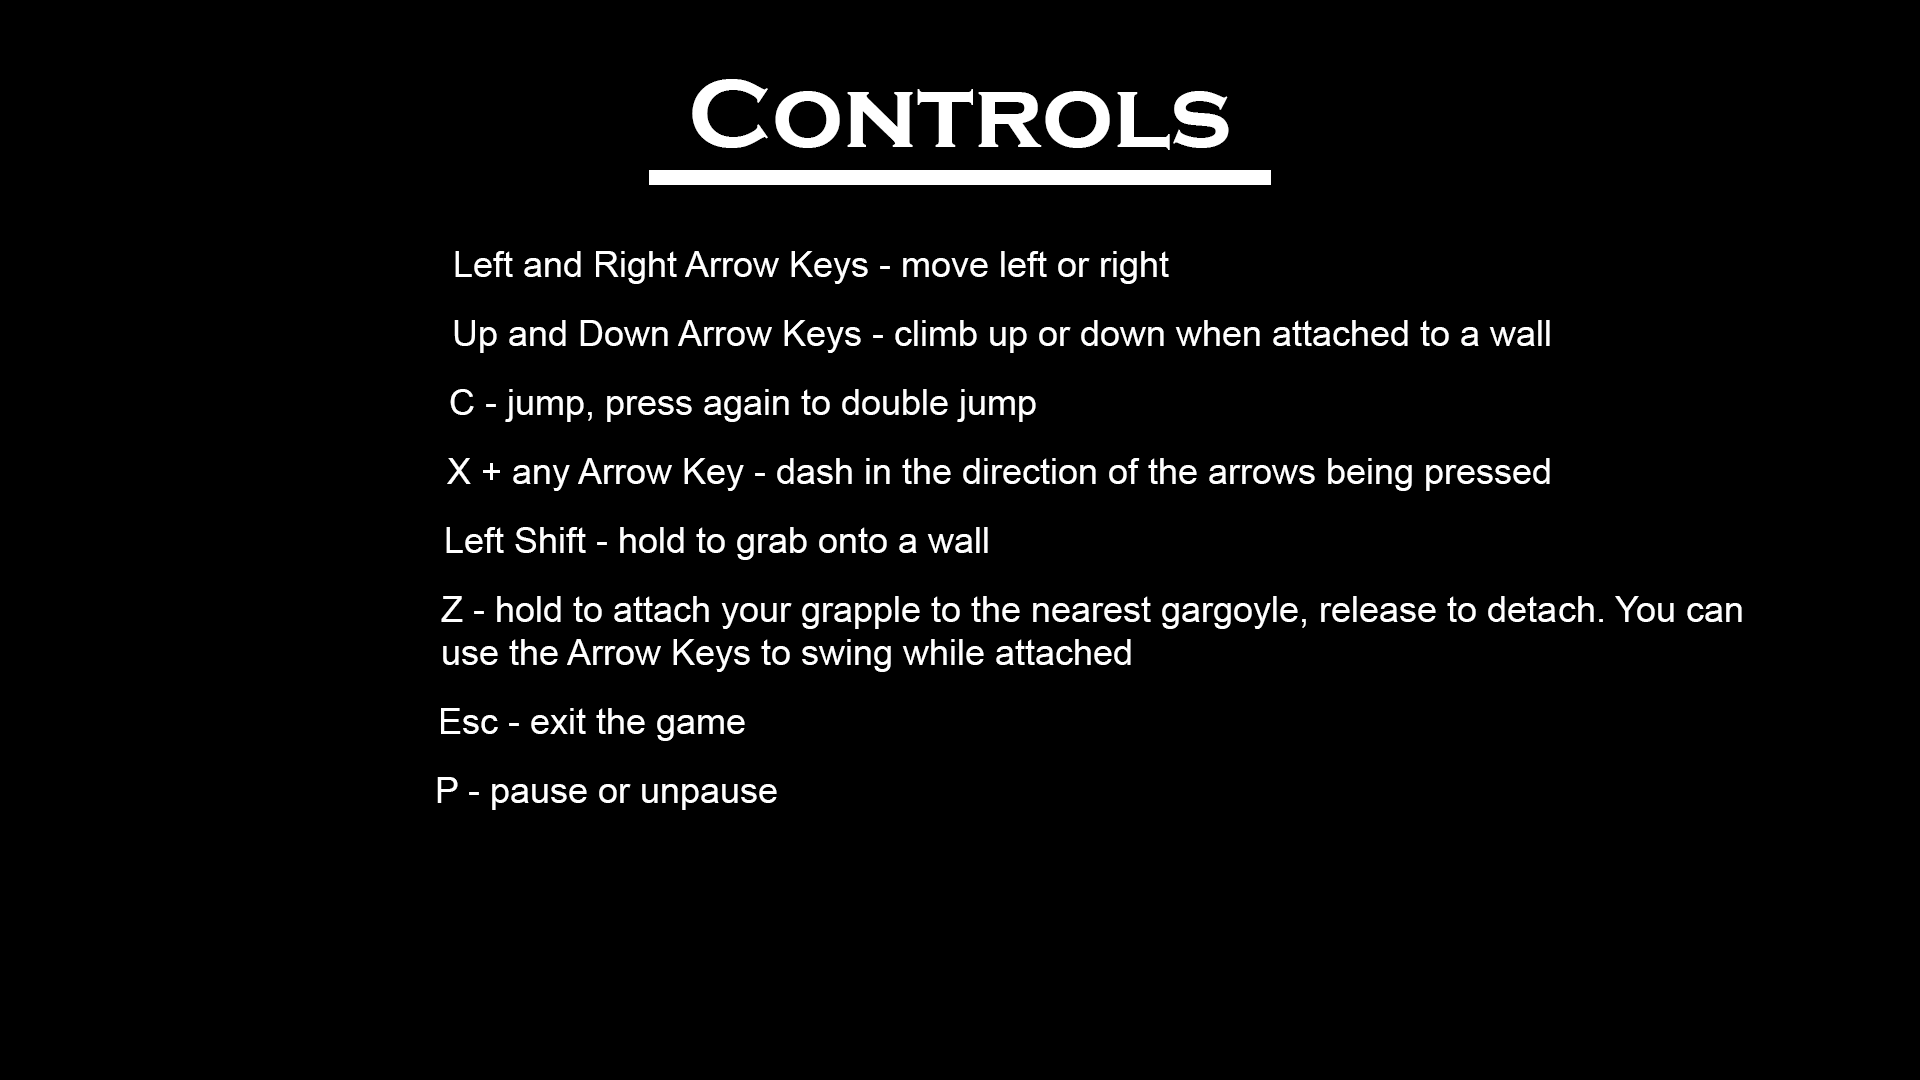 Controls
Left and Right Arrow Keys - move left or right
Up and Down Arrow Keys - climb up or down when attached to a wall
C - jump, press again to double jump
X + any Arrow Key - dash in the direction of the arrows being pressed
Left Shift - hold to grab onto a wall
Z - hold to attach your grapple to the nearest gargoyle, release to detach. You can
use the Arrow Keys to swing while attached
Esc - exit the game
P - pause or unpause